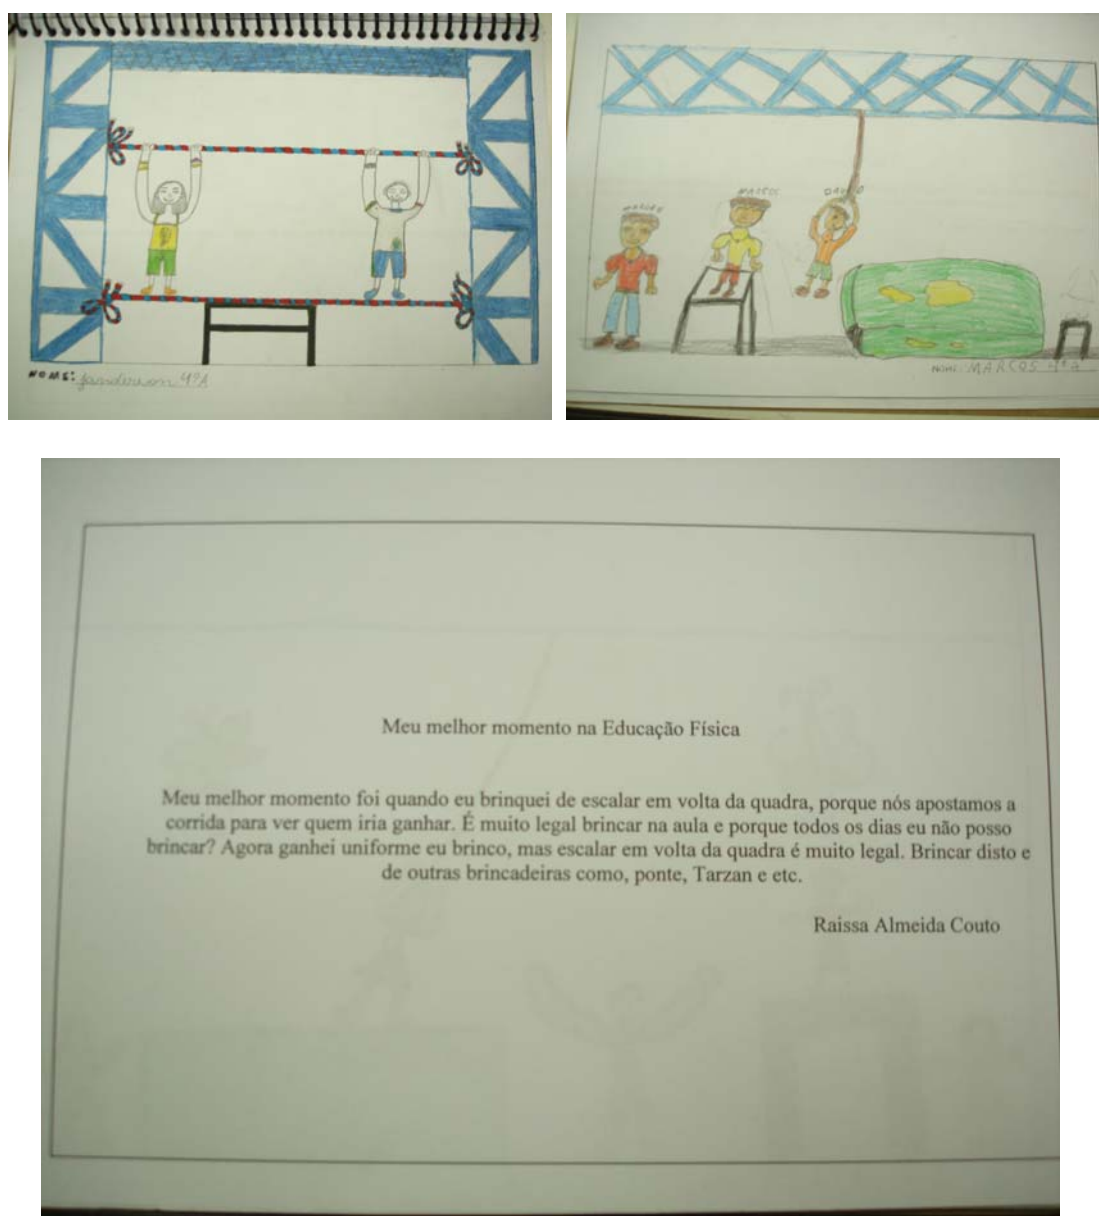 NOME: Janderson 4ºA
MARCOS
NOME: MARCOS 4ªA
Meu melhor momento na Educação Física
Meu melhor momento foi quando eu brinquei de escalar em volta da quadra, porque nós apostamos a
corrida para ver quem iria ganhar. É muito legal brincar na aula e porque todos os dias eu não posso
brincar? Agora ganhei uniforme eu brinco, mas escalar em volta da quadra é muito legal. Brincar disto e
de outras brincadeiras como, ponte, Tarzan e etc.
Raissa Almeida Couto